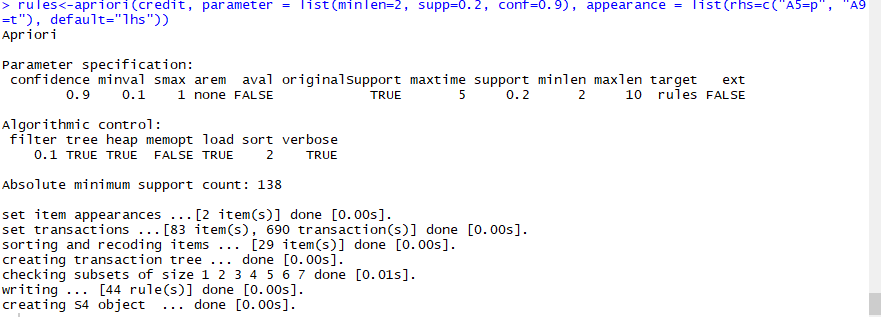 > rules<-apriori(credit, parameter = list(minlen=2, supp=0.2, conf=0.9), appearance = list(rhs=c("A5=p", "A9
=t"), default="lhs"))
Apriori

Parameter specification:
 confidence minval smax arem  aval originalSupport maxtime support minlen maxlen target   ext
        0.9    0.1    1 none FALSE            TRUE       5     0.2      2     10  rules FALSE

Algorithmic control:
 filter tree heap memopt load sort verbose
    0.1 TRUE TRUE  FALSE TRUE    2    TRUE

Absolute minimum support count: 138

set item appearances ...[2 item(s)] done [0.00s].
set transactions ...[83 item(s), 690 transaction(s)] done [0.00s].
sorting and recoding items ... [29 item(s)] done [0.00s].
creating transaction tree ... done [0.00s].
checking subsets of size 1 2 3 4 5 6 7 done [0.01s].
writing ... [44 rule(s)] done [0.00s].
creating S4 object  ... done [0.00s].